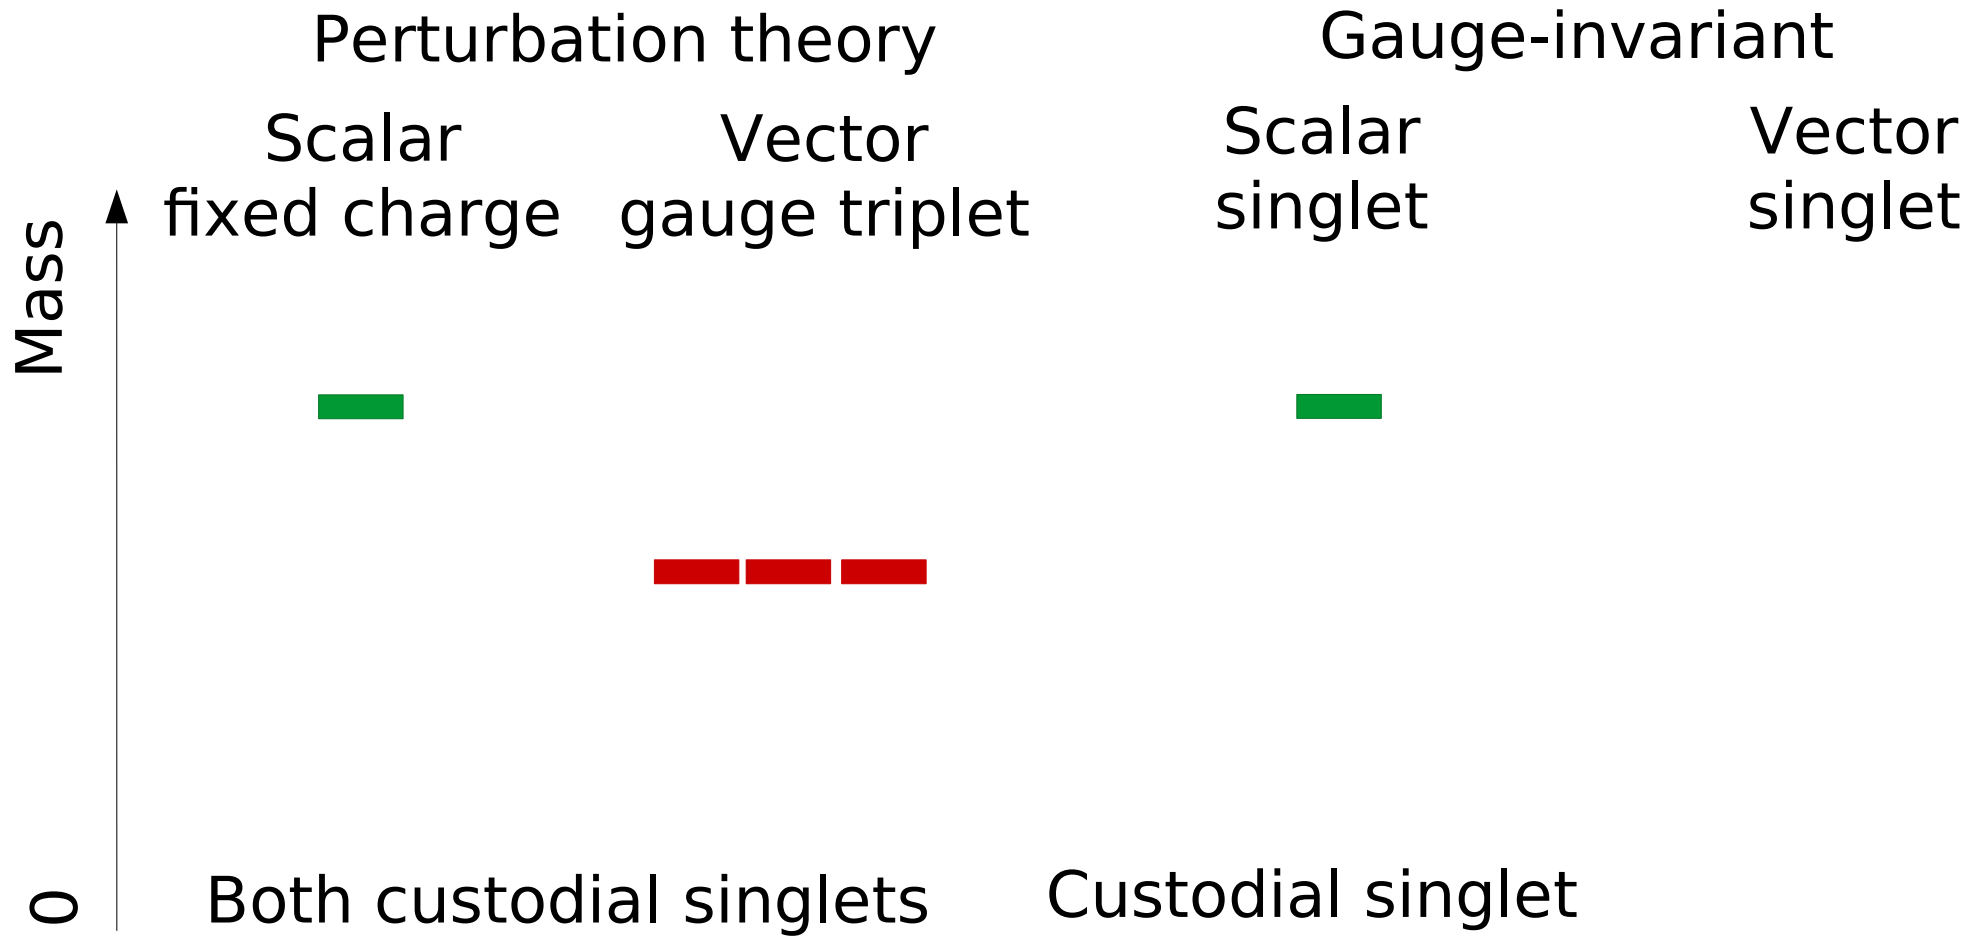 Perturbation theory
Gauge-invariant
Scalar
fixed charge
Vector
gauge triplet
Scalar
singlet
Vector
singlet
Mass
0
Both custodial singlets
Custodial singlet